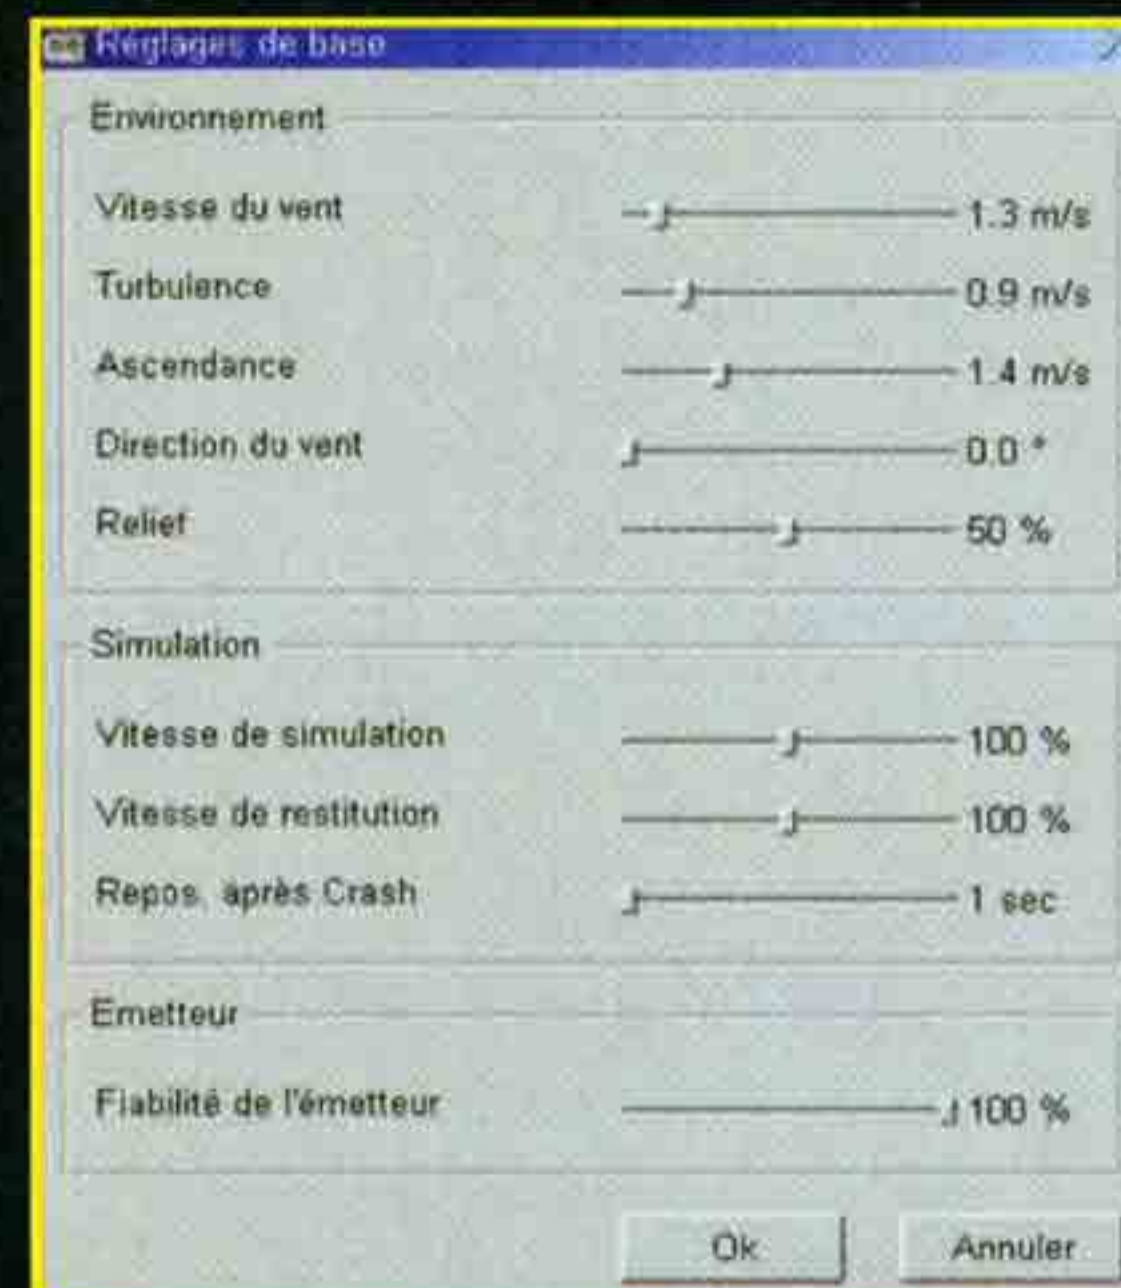 Réglages de base
Environnement
Vitesse du vent 1.3 m/s
Turbulence 0.9 m/s
Ascendance 1.4 m/s
Direction du vent 0.0 °
Relief 50 %
Simulation
Vitesse de simulation 100 %
Vitesse de restitution 100 %
Repos. après Crash 1 sec
Emetteur
Fiabilité de l'émetteur 100 %
Ok Annuler